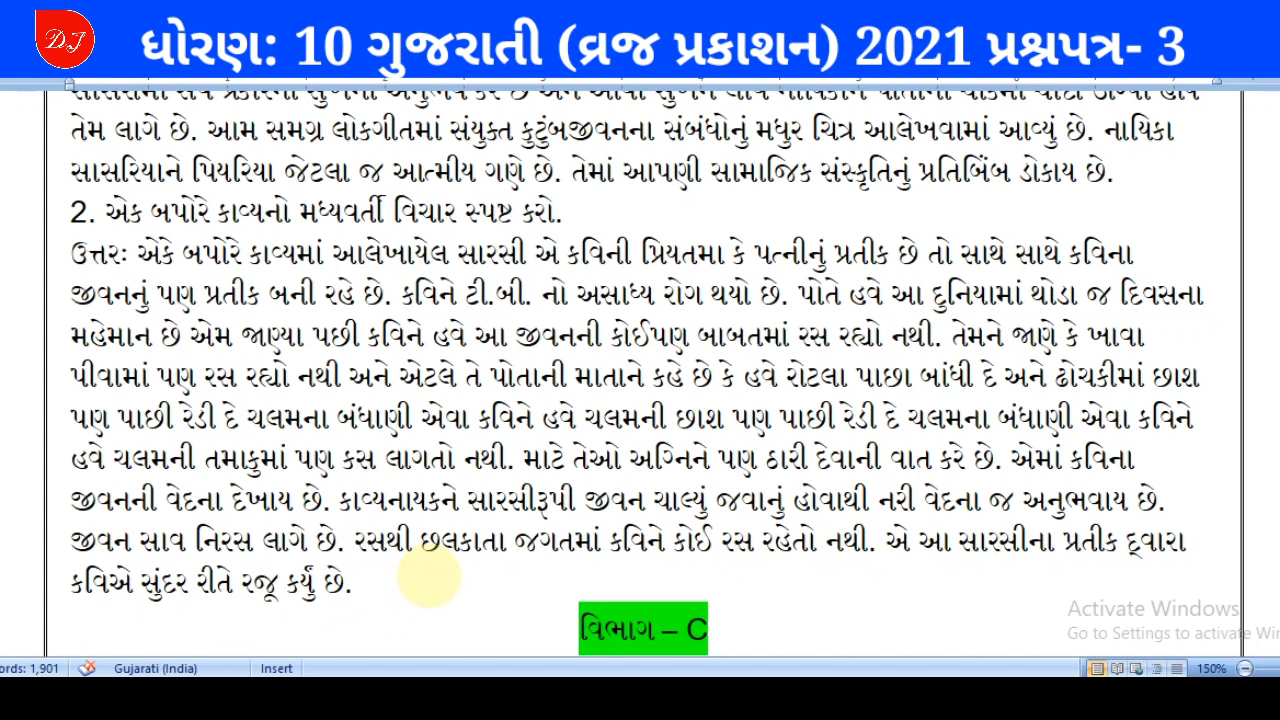 DJ
ધોરણ: 10 ગુજરાતી (વ્રજ પ્રકાશન) 2021 પ્રશ્નપત્ર- 3
તેમ લાગે છે. આમ સમગ્ર લોકગીતમાં સંયુક્ત કુટુંબજીવનના સંબંધોનું મધુર ચિત્ર આલેખવામાં આવ્યું છે. નાયિકા
સાસરિયાને પિયરિયા જેટલા જ આત્મીય ગણે છે. તેમાં આપણી સામાજિક સંસ્કૃતિનું પ્રતિબિંબ ડોકાય છે.
2. એક બપોરે કાવ્યનો મધ્યવર્તી વિચાર સ્પષ્ટ કરો.
ઉત્તરઃ એકે બપોરે કાવ્યમાં આલેખાયેલ સારસી એ કવિની પ્રિયતમા કે પત્નીનું પ્રતીક છે તો સાથે સાથે કવિના
જીવનનું પણ પ્રતીક બની રહે છે. કવિને ટી.બી. નો અસાધ્ય રોગ થયો છે. પોતે હવે આ દુનિયામાં થોડા જ દિવસના
મહેમાન છે એમ જાણ્યા પછી કવિને હવે આ જીવનની કોઈપણ બાબતમાં રસ રહ્યો નથી. તેમને જાણે કે ખાવા
પીવામાં પણ રસ રહ્યો નથી અને એટલે તે પોતાની માતાને કહે છે કે હવે રોટલા પાછા બાંધી દે અને ઢોચકીમાં છાશ
પણ પાછી રેડી દે ચલમના બંધાણી એવા કવિને હવે ચલમની છાશ પણ પાછી રેડી દે ચલમના બંધાણી એવા કવિને
હવે ચલમની તમાકુમાં પણ કસ લાગતો નથી. માટે તેઓ અગ્નિને પણ ઠારી દેવાની વાત કરે છે. એમાં કવિના
જીવનની વેદના દેખાય છે. કાવ્યનાયકને સારસીરૂપી જીવન ચાલ્યું જવાનું હોવાથી નરી વેદના જ અનુભવાય છે.
જીવન સાવ નિરસ લાગે છે. રસથી છલકાતા જગતમાં કવિને કોઈ રસ રહેતો નથી. એ આ સારસીના પ્રતીક દ્વારા
કવિએ સુંદર રીતે રજૂ કર્યું છે.
વિભાગ – C
Activate Windows
Go to Settings to activate Win
ords: 1,901 Gujarati (India) Insert 150%